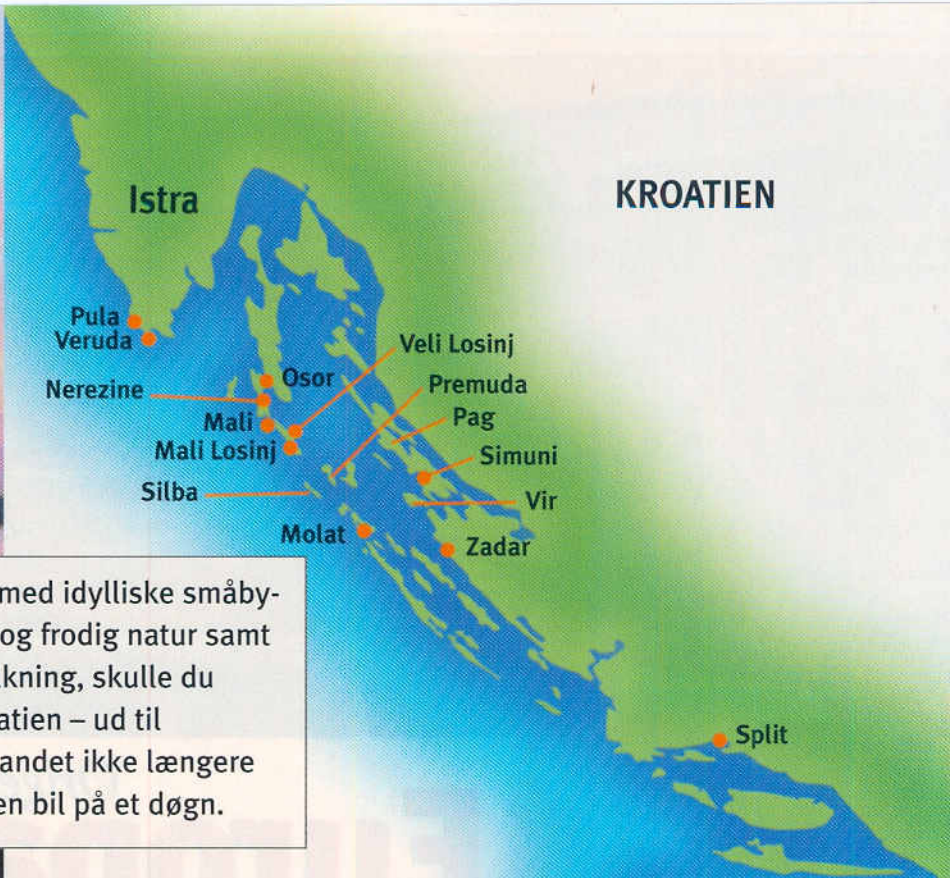 KROATIEN
Istra
Pula
Veruda
Veli Losinj
Osor
Nerezine
Premuda
Pag
Mali
Mali Losinj
Simuni
Silba
Vir
Molat
Zadar
med idylliske småby-
og frodig natur samt
kning, skulle du
atien – ud til
andet ikke længere
en bil på et døgn.
Split